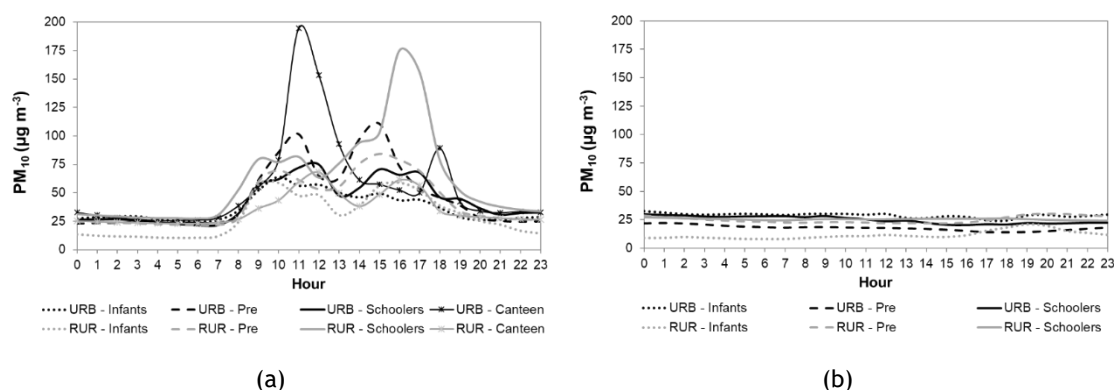 200
175
150
125
100
75
50
25
0
PM10 (µg m-3)
0 1 2 3 4 5 6 7 8 9 10 11 12 13 14 15 16 17 18 19 20 21 22 23
Hour
URB - Infants URB - Pre URB - Schoolers URB - Canteen
RUR - Infants RUR - Pre RUR - Schoolers RUR - Canteen
(a)
200
175
150
125
100
75
50
25
0
PM10 (µg m-3)
0 1 2 3 4 5 6 7 8 9 10 11 12 13 14 15 16 17 18 19 20 21 22 23
Hour
URB - Infants URB - Pre URB - Schoolers
RUR - Infants RUR - Pre RUR - Schoolers
(b)